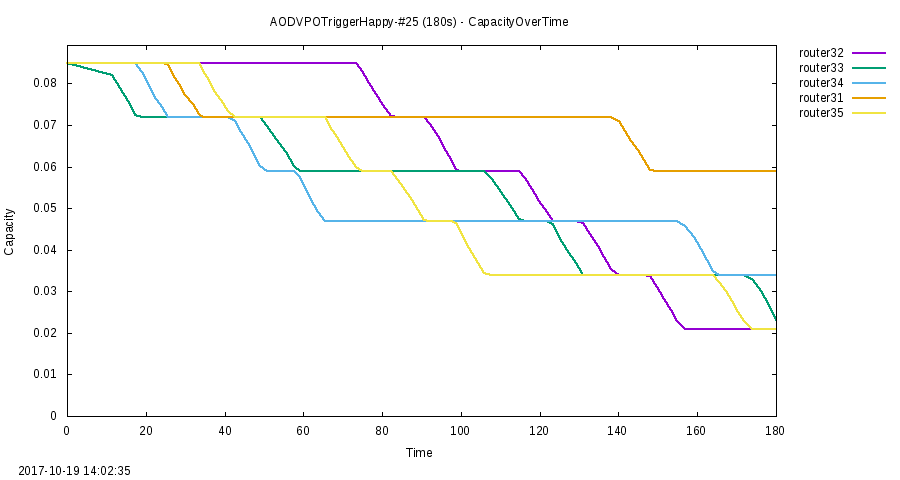 AODVPOTriggerHappy-#25 (180s) - CapacityOverTime
router32
router33
router34
router31
router35
0.08
0.07
0.06
0.05
0.04
0.03
0.02
0.01
0
Capacity
0 20 40 60 80 100 120 140 160 180
Time
2017-10-19 14:02:35